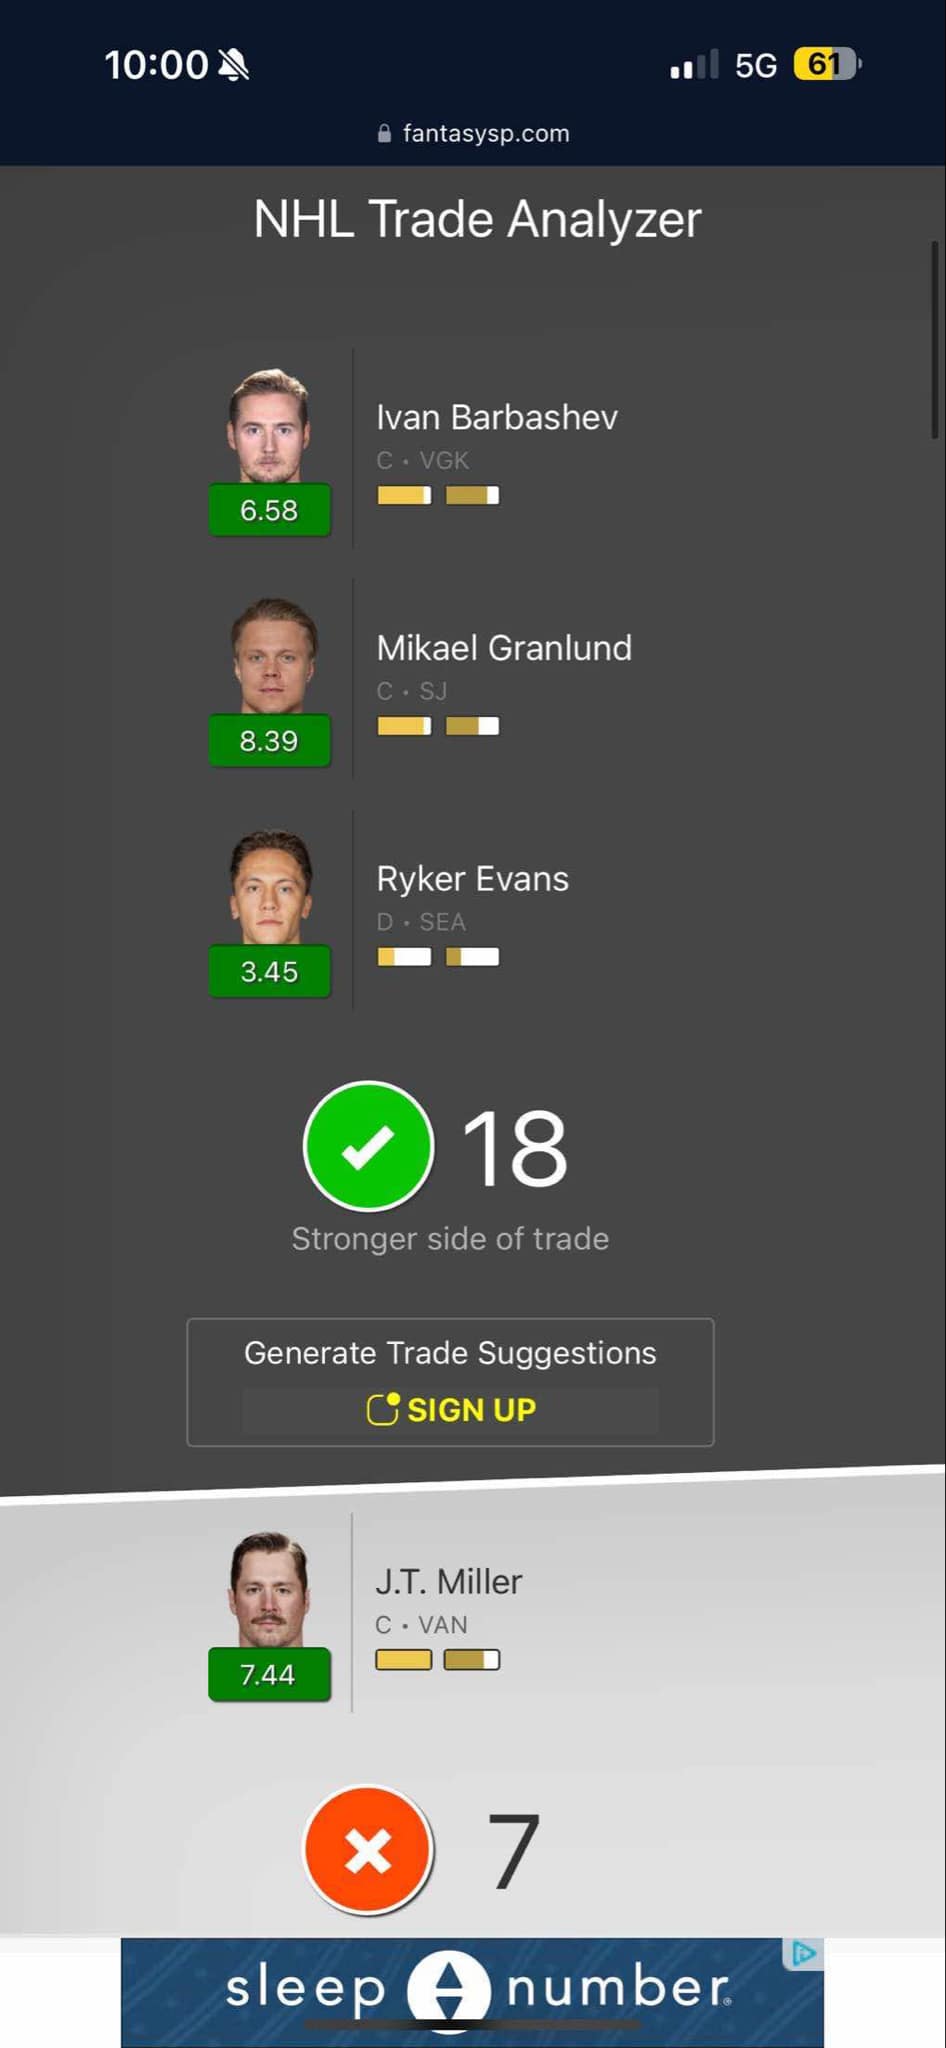 10:00
5G
61
fantasysp.com
NHL Trade Analyzer
Ivan Barbashev
C • VGK
6.58
Mikael Granlund
C • SJ
8.39
Ryker Evans
D • SEA
3.45
18
Stronger side of trade
Generate Trade Suggestions
SIGN UP
J.T. Miller
C • VAN
7.44
7
sleep number®